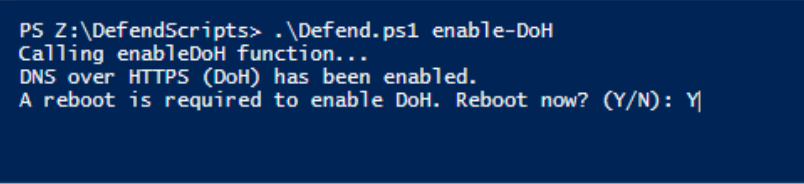 PS Z:\DefendScripts> .\Defend.ps1 enable-DoH
Calling enableDoH function...
DNS over HTTPS (DoH) has been enabled.
A reboot is required to enable DoH. Reboot now? (Y/N): Y